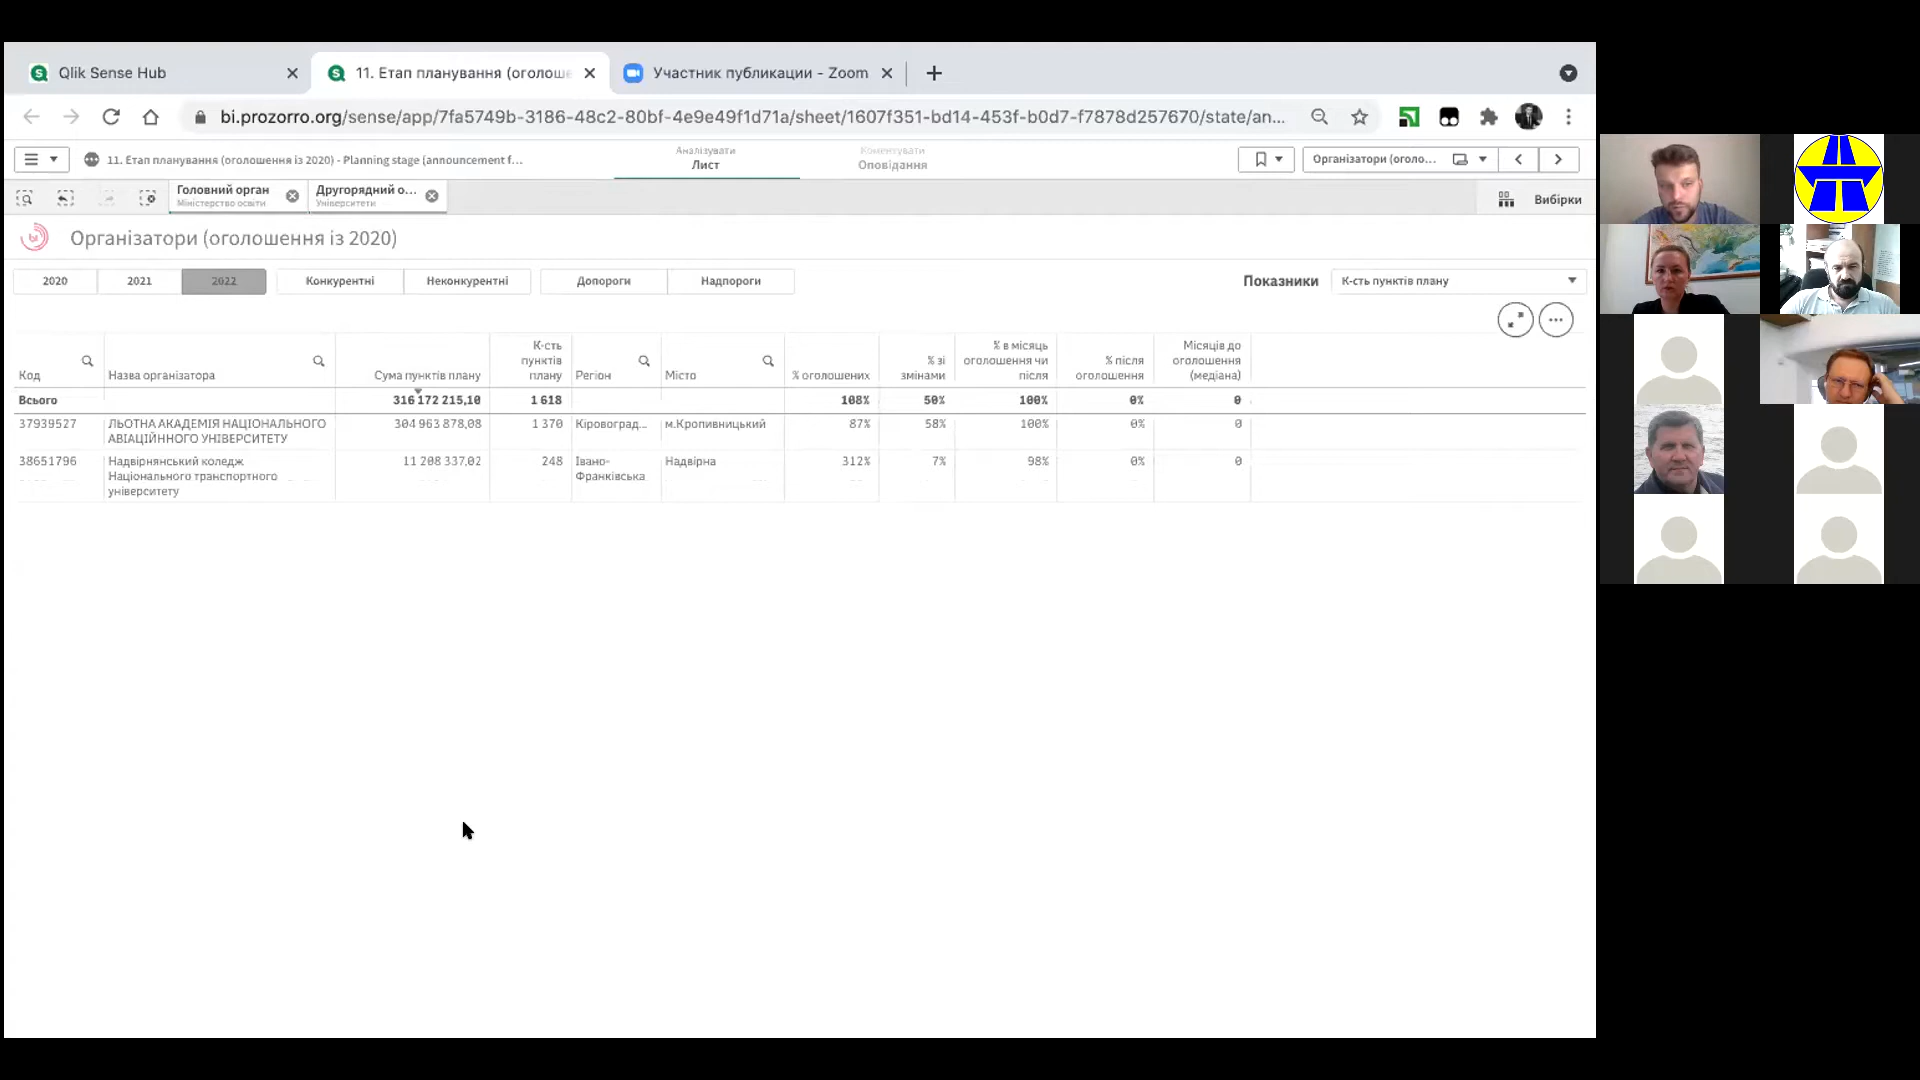 Qlik Sense Hub
11. Етап планування (оголоше
Участник публикации - Zoom
bi.prozorro.org/sense/app/7fa5749b-3186-48c2-80bf-4e9e49f1d71a/sheet/1607f351-bd14-453f-b0d7-f7878d257670/state/an...
11. Етап планування (оголошення із 2020) - Planning stage (announcement f...
Аналізувати
Лист
Коментувати
Оповідання
Організатори (оголо...
Головний орган
Міністерство освіти
Другорядний о...
Університети
Вибірки
Організатори (оголошення із 2020)
2020 2021 2022 Конкурентні Неконкурентні Допороги Надпороги
Показники К-сть пунктів плану
Код
Назва організатора
Сума пунктів плану
К-сть
пунктів
плану
Регіон
Місто
% оголошених
% зі
змінами
% в місяць
оголошення чи
після
% після
оголошення
Місяців до
оголошення
(медіана)
Всього 316 172 215,10 1 618 108% 50% 100% 0% 0
37939527 ЛЬОТНА АКАДЕМІЯ НАЦІОНАЛЬНОГО 304 963 878,08 1 370 Кіровоград... м.Кропивницький 87% 58% 100% 0% 0
АВІАЦІЙННОГО УНІВЕРСИТЕТУ
38651796 Надвірнянський коледж 11 208 337,02 248 Івано- Надвірна 312% 7% 98% 0% 0
Національного транспортного Франківська
університету